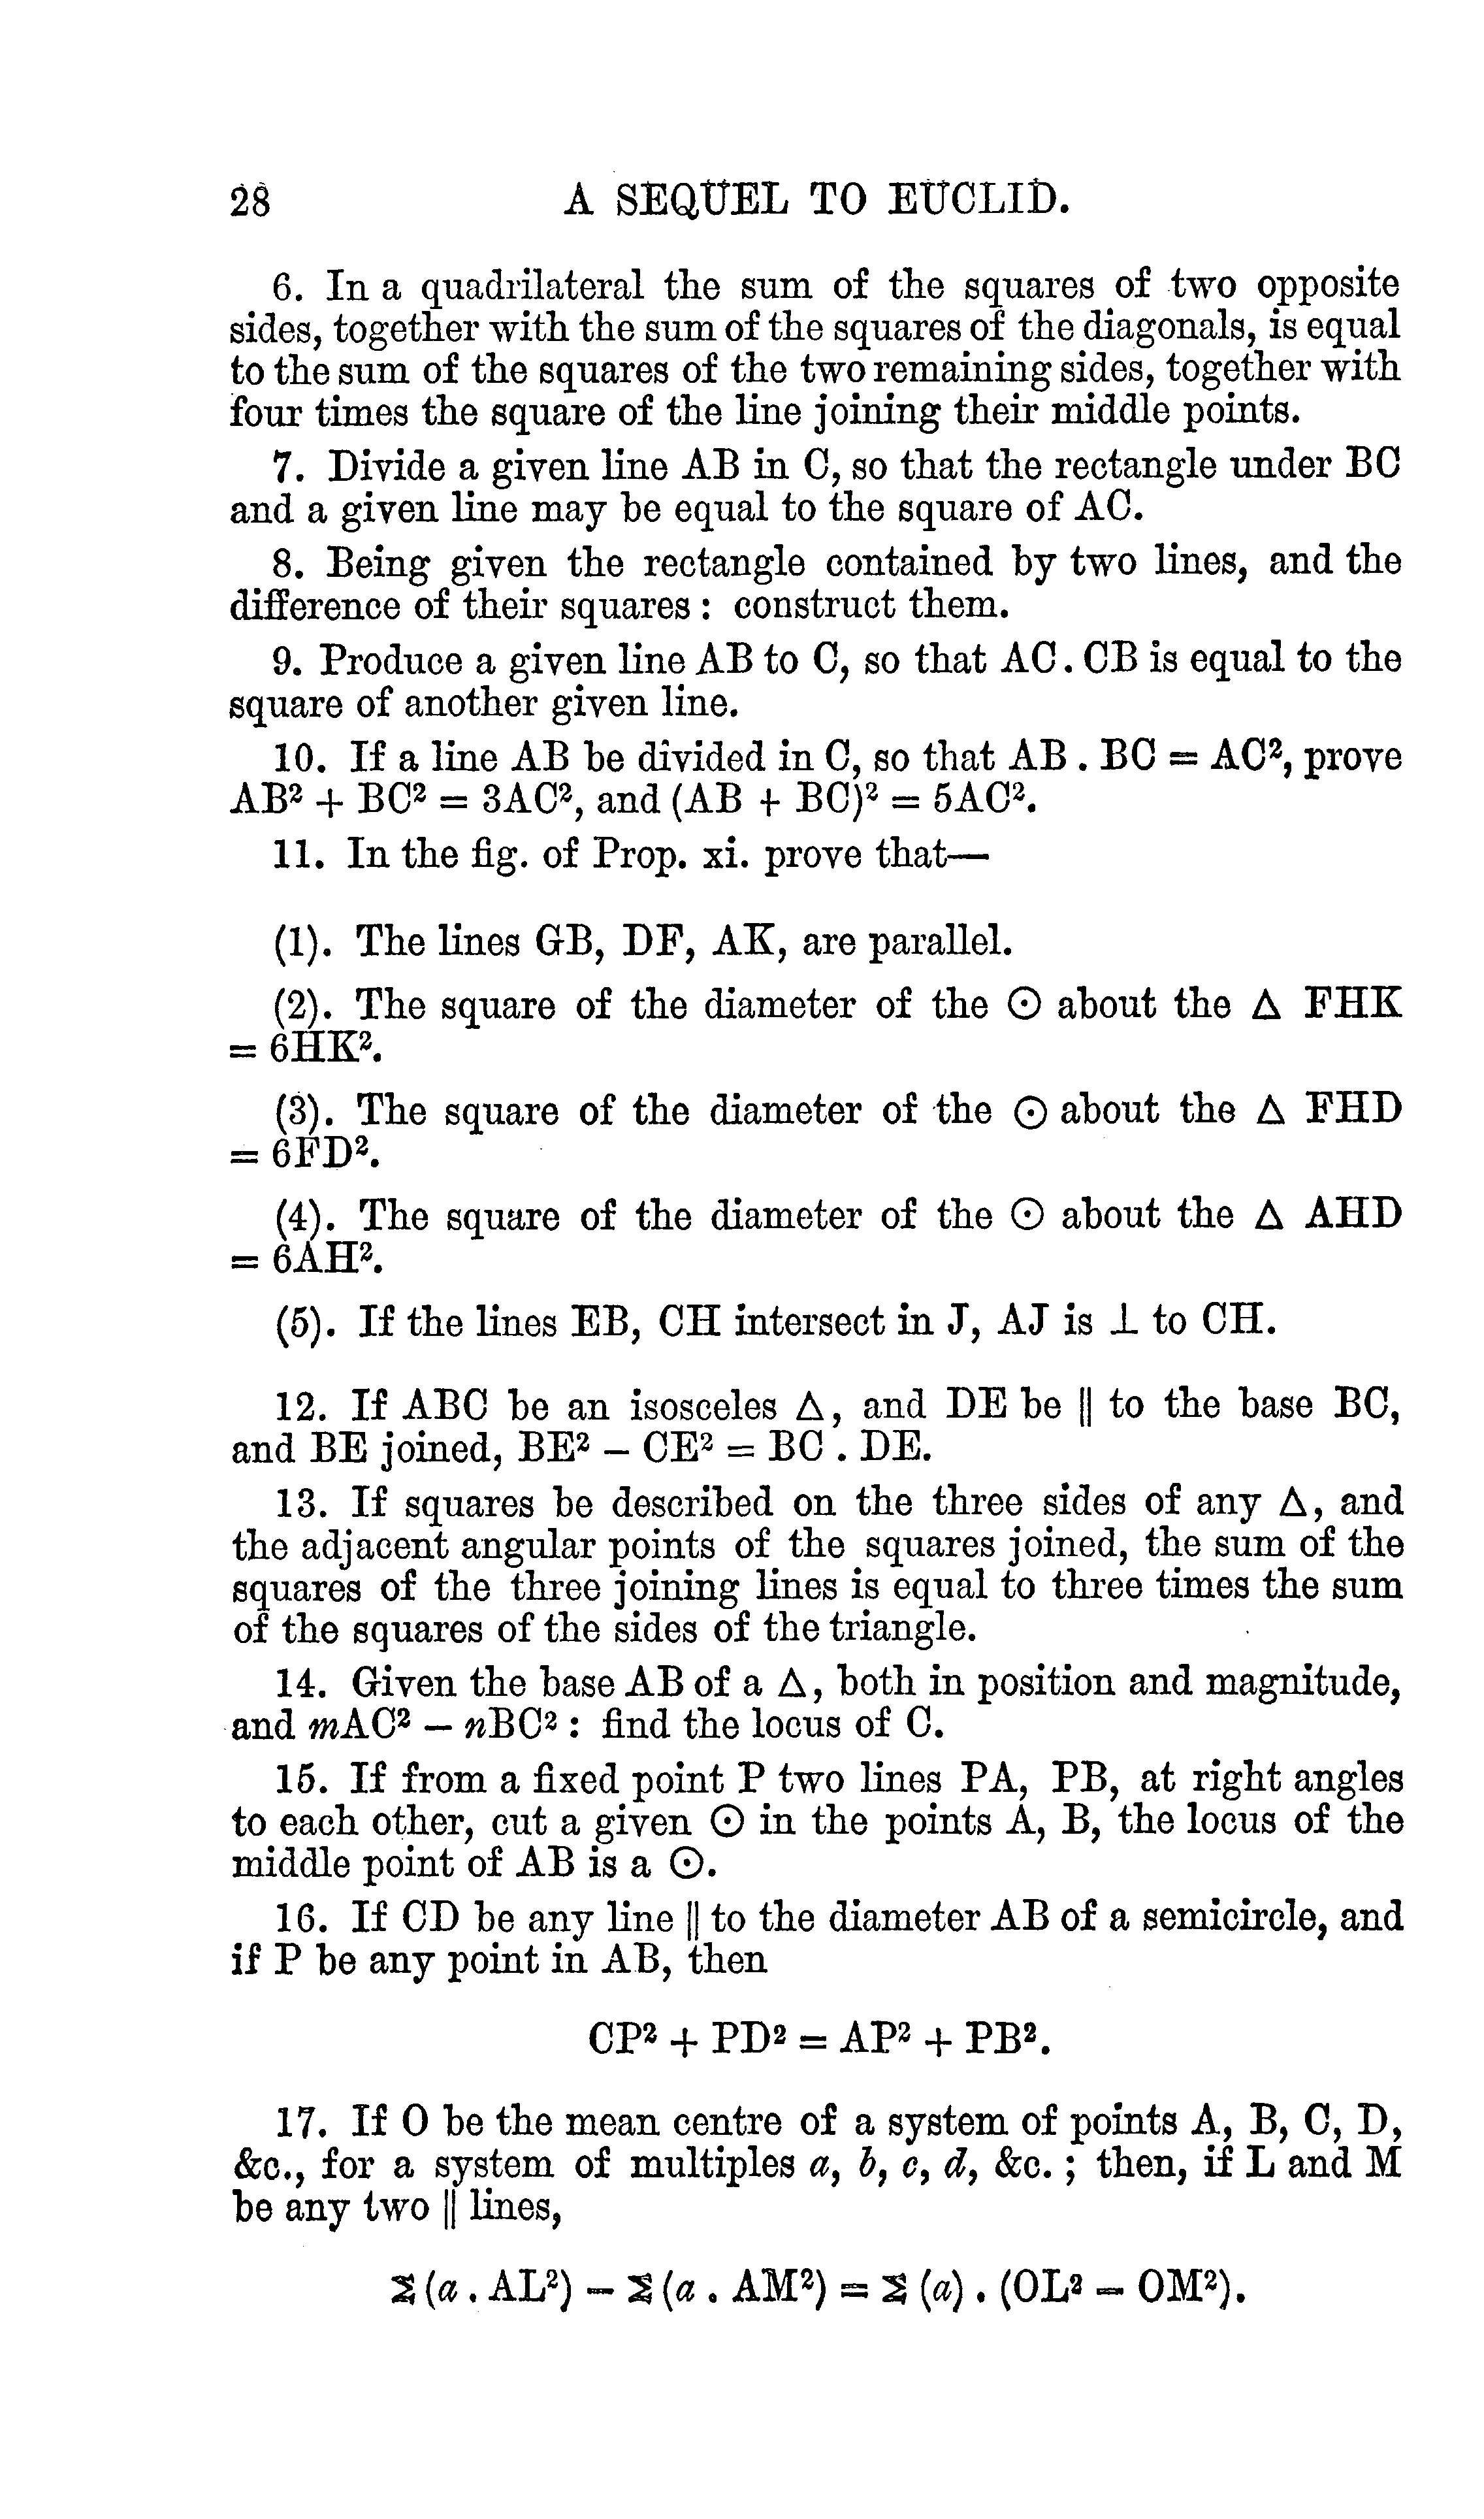 28 A SEQUEL TO EUCLID.
6. In a quadrilateral the sum of the squares of two opposite
sides, together with the sum of the squares of the diagonals, is equal
to the sum of the squares of the two remaining sides, together with
four times the square of the line joining their middle points.
7. Divide a given line AB in C, so that the rectangle under BC
and a given line may be equal to the square of AC.
8. Being given the rectangle contained by two lines, and the
difference of their squares : construct them.
9. Produce a given line AB to C, so that AC . CB is equal to the
square of another given line.
10. If a line AB be divided in C, so that AB . BC = AC², prove
AB² + BC² = 3AC², and (AB + BC)² = 5AC².
11. In the fig. of Prop. xi. prove that—
(1). The lines GB, DF, AK, are parallel.
(2). The square of the diameter of the ⊙ about the △ FHK
= 6HK².
(3). The square of the diameter of the ⊙ about the △ FHD
= 6FD².
(4). The square of the diameter of the ⊙ about the △ AHD
= 6AH².
(5). If the lines EB, CH intersect in J, AJ is ⊥ to CH.
12. If ABC be an isosceles △, and DE be ∥ to the base BC,
and BE joined, BE² − CE² = BC . DE.
13. If squares be described on the three sides of any △, and
the adjacent angular points of the squares joined, the sum of the
squares of the three joining lines is equal to three times the sum
of the squares of the sides of the triangle.
14. Given the base AB of a △, both in position and magnitude,
and mAC² − nBC² : find the locus of C.
15. If from a fixed point P two lines PA, PB, at right angles
to each other, cut a given ⊙ in the points A, B, the locus of the
middle point of AB is a ⊙.
16. If CD be any line ∥ to the diameter AB of a semicircle, and
if P be any point in AB, then
CP² + PD² = AP² + PB².
17. If O be the mean centre of a system of points A, B, C, D,
&c., for a system of multiples a, b, c, d, &c. ; then, if L and M
be any two ∥ lines,
Σ (a . AL²) − Σ (a . AM²) = Σ (a) . (OL² − OM²).